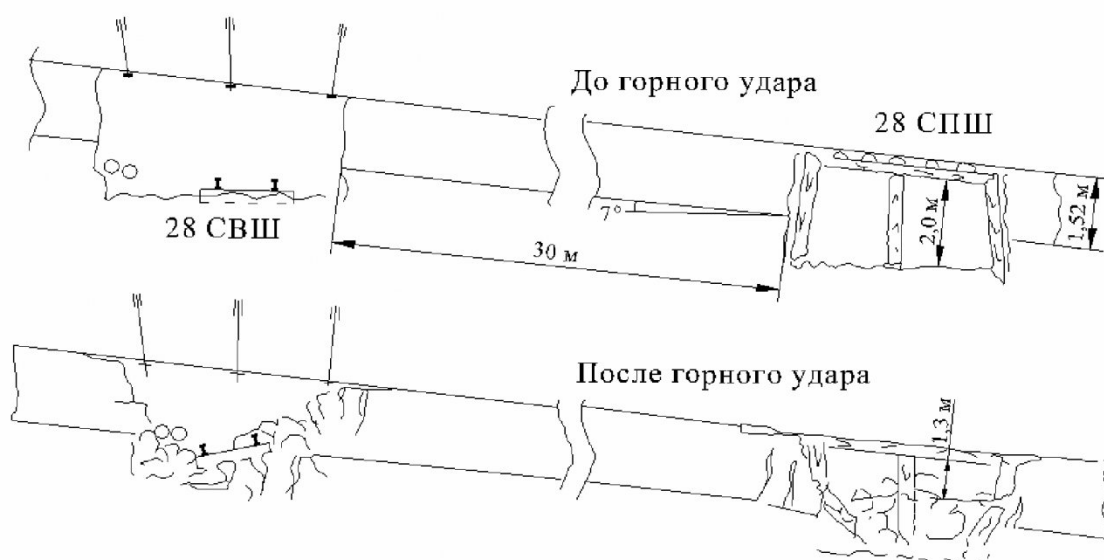 До горного удара
28 СПШ
28 СВШ
7°
30 м
2,0 м
1,52 м
После горного удара
1,3 м